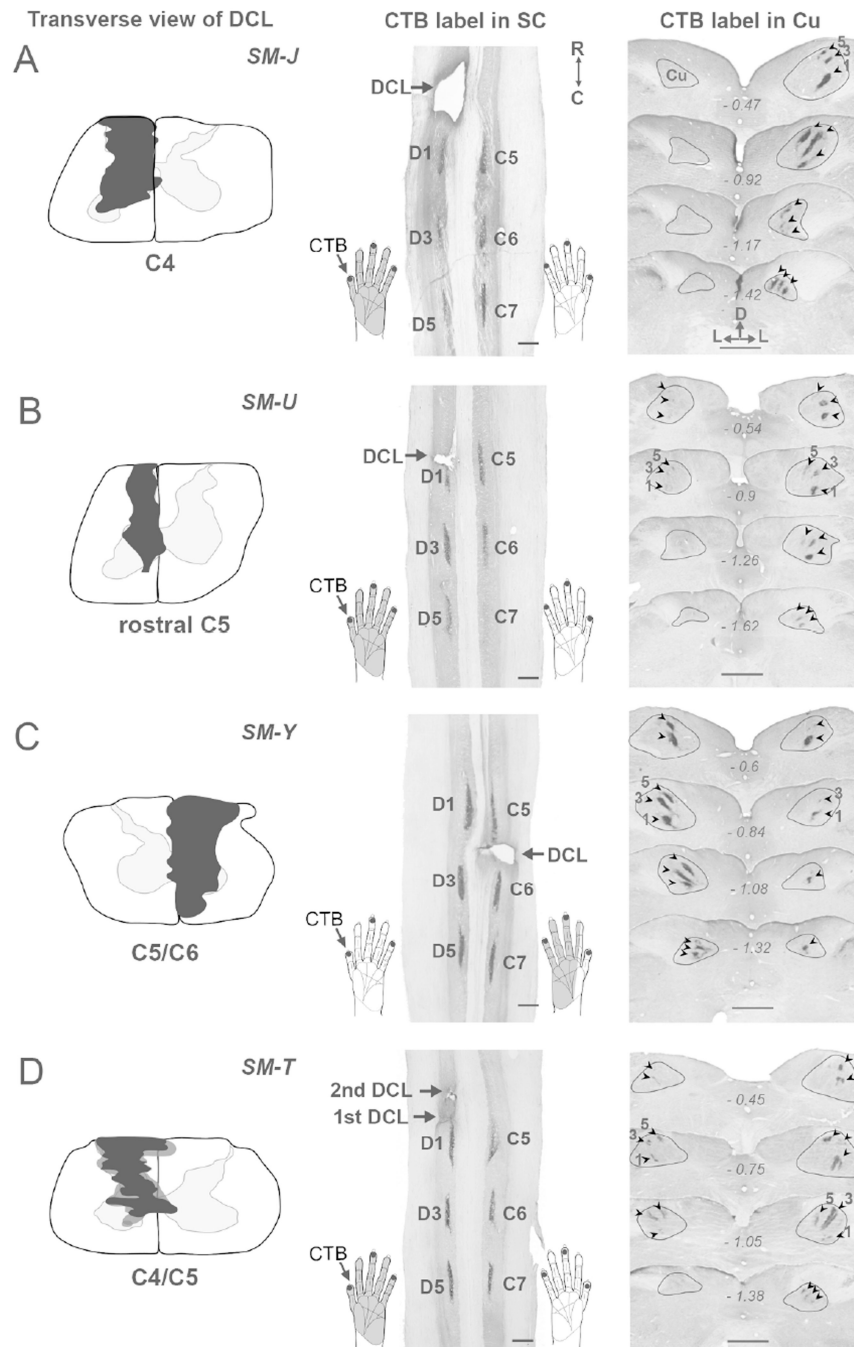 Transverse view of DCL
CTB label in SC
CTB label in Cu
A
SM-J
C4
R
C
DCL
D1
C5
D3
C6
D5
C7
CTB
5
3
1
Cu
- 0.47
- 0.92
- 1.17
- 1.42
D
L L
B
SM-U
rostral C5
DCL
C5
D1
D3
C6
D5
C7
CTB
- 0.54
5
3
3
1
1
- 0.9
- 1.26
- 1.62
C
SM-Y
C5/C6
D1
C5
DCL
D3
C6
D5
C7
CTB
- 0.6
5
3
3
1
1
- 0.84
- 1.08
- 1.32
D
SM-T
C4/C5
2nd DCL
1st DCL
D1
C5
D3
C6
D5
C7
CTB
- 0.45
3 5
1
- 0.75
5 3
1
- 1.05
- 1.38